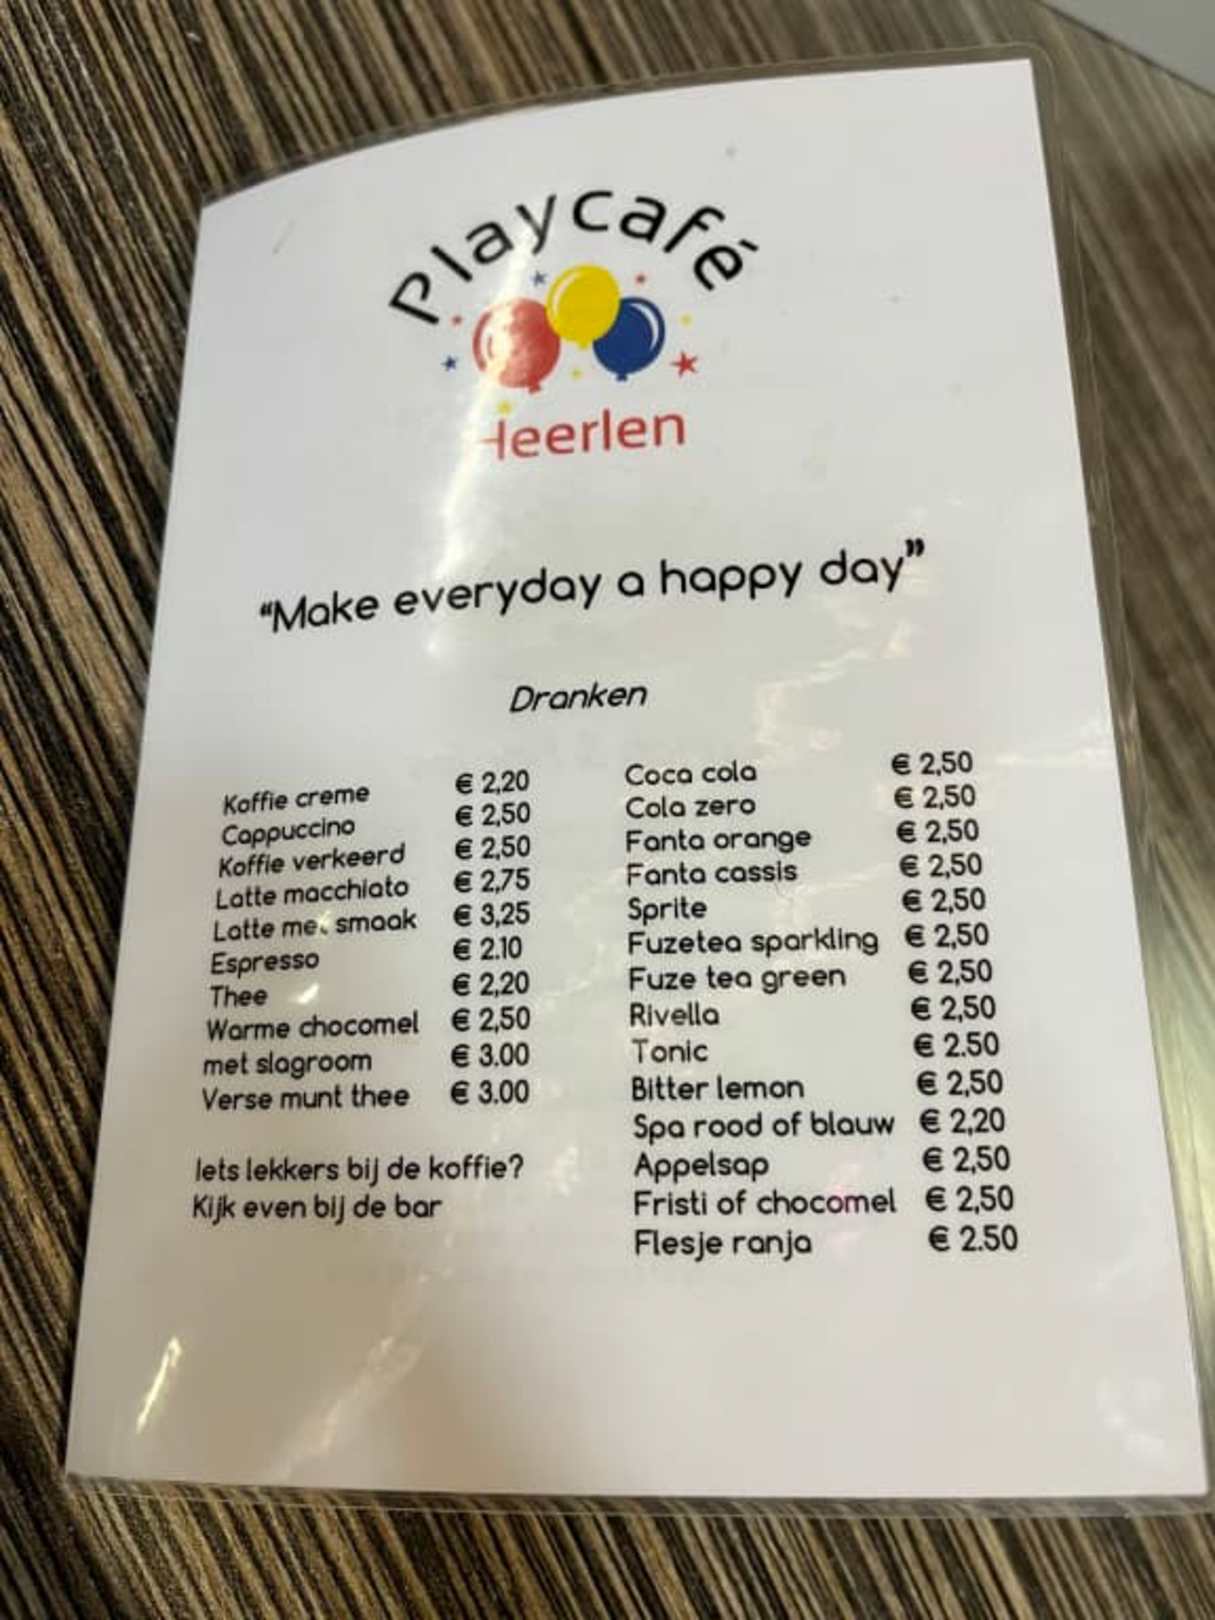 Playcafé
Heerlen
“Make everyday a happy day”
Dranken
Koffie creme € 2,20
Cappuccino € 2,50
Koffie verkeerd € 2,50
Latte macchiato € 2,75
Latte met smaak € 3,25
Espresso € 2.10
Thee € 2,20
Warme chocomel € 2,50
met slagroom € 3.00
Verse munt thee € 3.00
Iets lekkers bij de koffie?
Kijk even bij de bar
Coca cola € 2,50
Cola zero € 2,50
Fanta orange € 2,50
Fanta cassis € 2,50
Sprite € 2,50
Fuzetea sparkling € 2,50
Fuze tea green € 2,50
Rivella € 2,50
Tonic € 2.50
Bitter lemon € 2,50
Spa rood of blauw € 2,20
Appelsap € 2,50
Fristi of chocomel € 2,50
Flesje ranja € 2.50